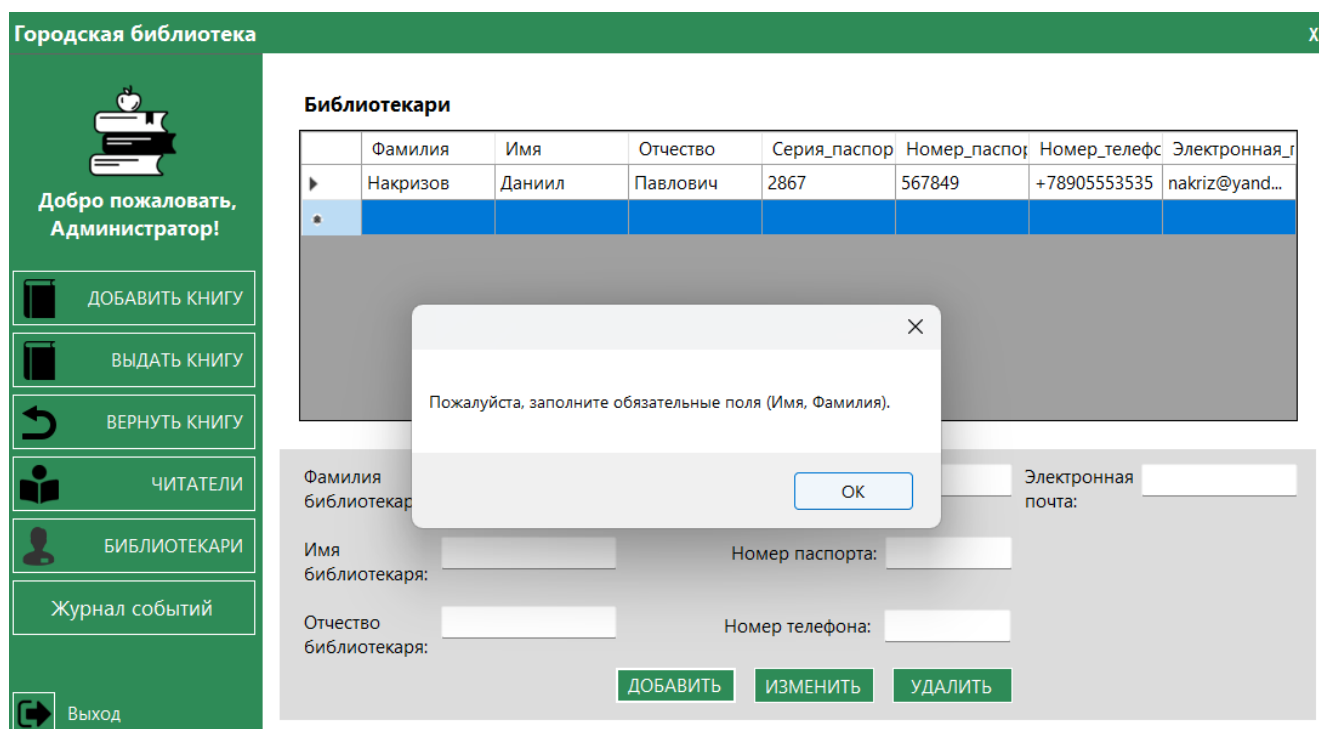 Городская библиотека
X
Добро пожаловать,
Администратор!
ДОБАВИТЬ КНИГУ
ВЫДАТЬ КНИГУ
ВЕРНУТЬ КНИГУ
ЧИТАТЕЛИ
БИБЛИОТЕКАРИ
Журнал событий
Выход
Библиотекари
Фамилия Имя Отчество Серия_паспор Номер_паспор Номер_телефс Электронная_г
Накризов Даниил Павлович 2867 567849 +78905553535 nakriz@yand...
Пожалуйста, заполните обязательные поля (Имя, Фамилия).
OK
Фамилия
библиотекар
Имя
библиотекаря:
Отчество
библиотекаря:
Номер паспорта:
Номер телефона:
Электронная
почта:
ДОБАВИТЬ ИЗМЕНИТЬ УДАЛИТЬ